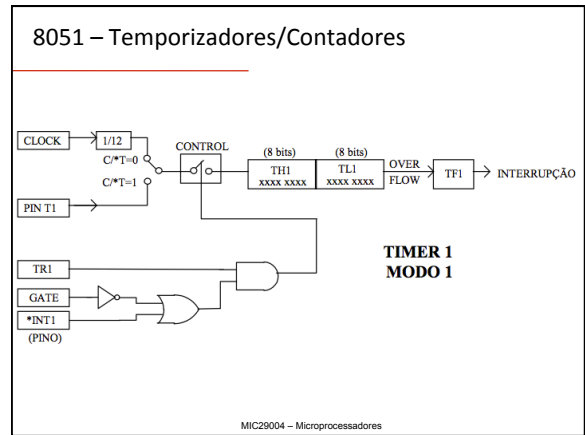 8051 – Temporizadores/Contadores
CLOCK
1/12
C/*T=0
C/*T=1
PIN T1
CONTROL
(8 bits)
(8 bits)
TH1
xxxx xxxx
TL1
xxxx xxxx
OVER
FLOW
TF1
INTERRUPÇÃO
TIMER 1
MODO 1
TR1
GATE
*INT1
(PINO)
MIC29004 – Microprocessadores